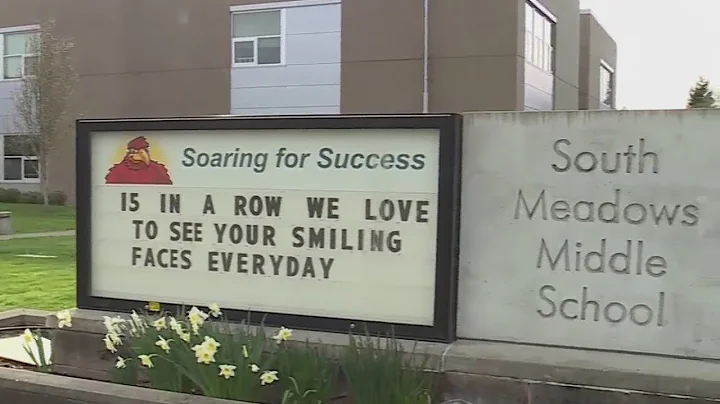 Soaring for Success
15 IN A ROW WE LOVE
TO SEE YOUR SMILING
FACES EVERYDAY
South
Meadows
Middle
School